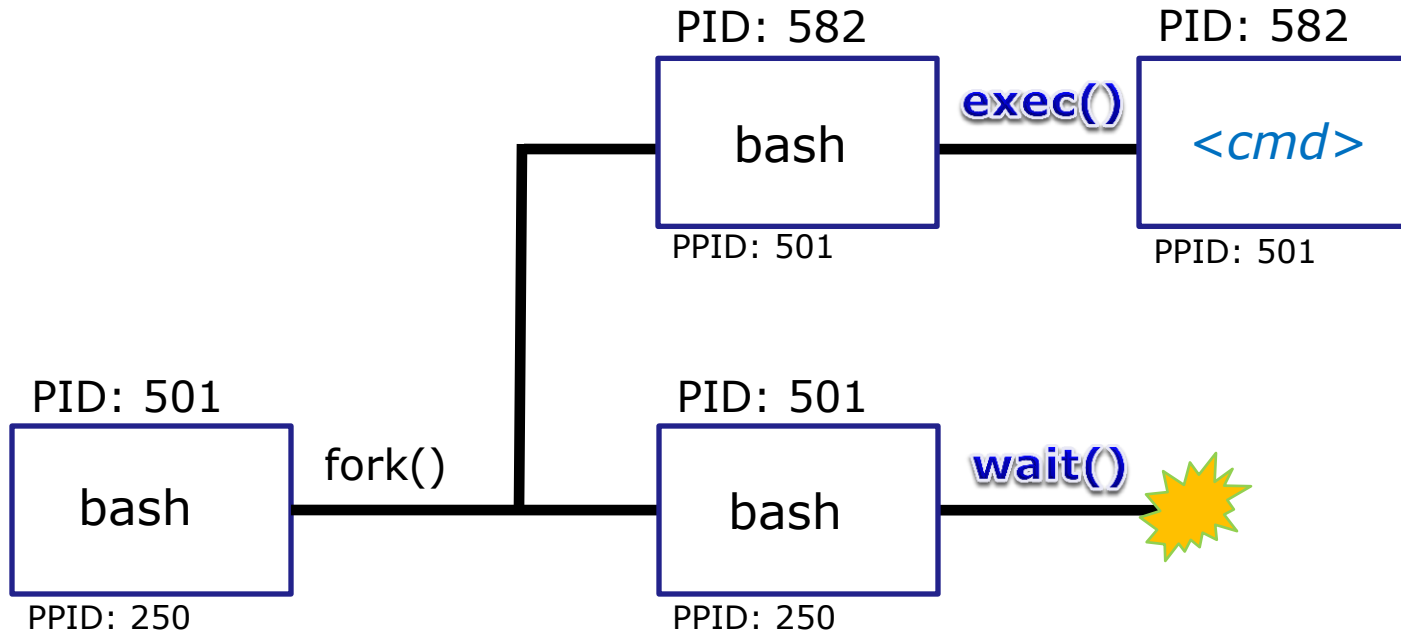 PID: 582
PID: 582
bash
exec()
<cmd>
PPID: 501
PPID: 501
PID: 501
PID: 501
bash
fork()
bash
wait()
PPID: 250
PPID: 250